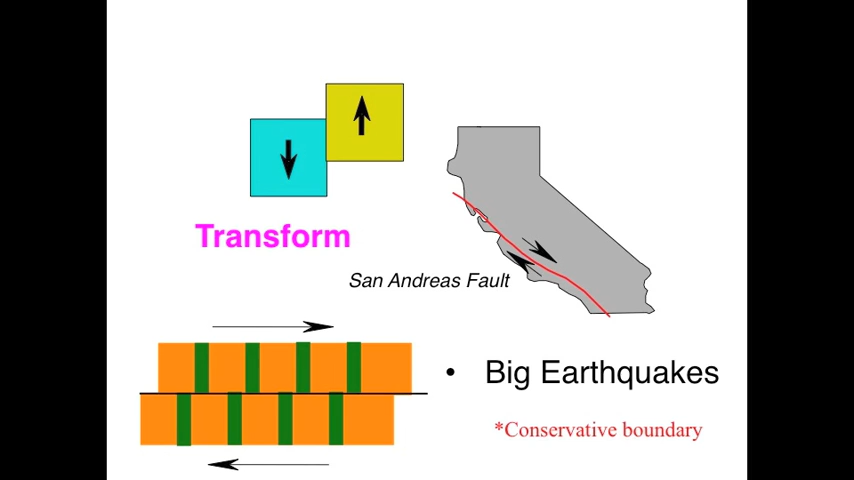 Transform
San Andreas Fault
• Big Earthquakes
*Conservative boundary